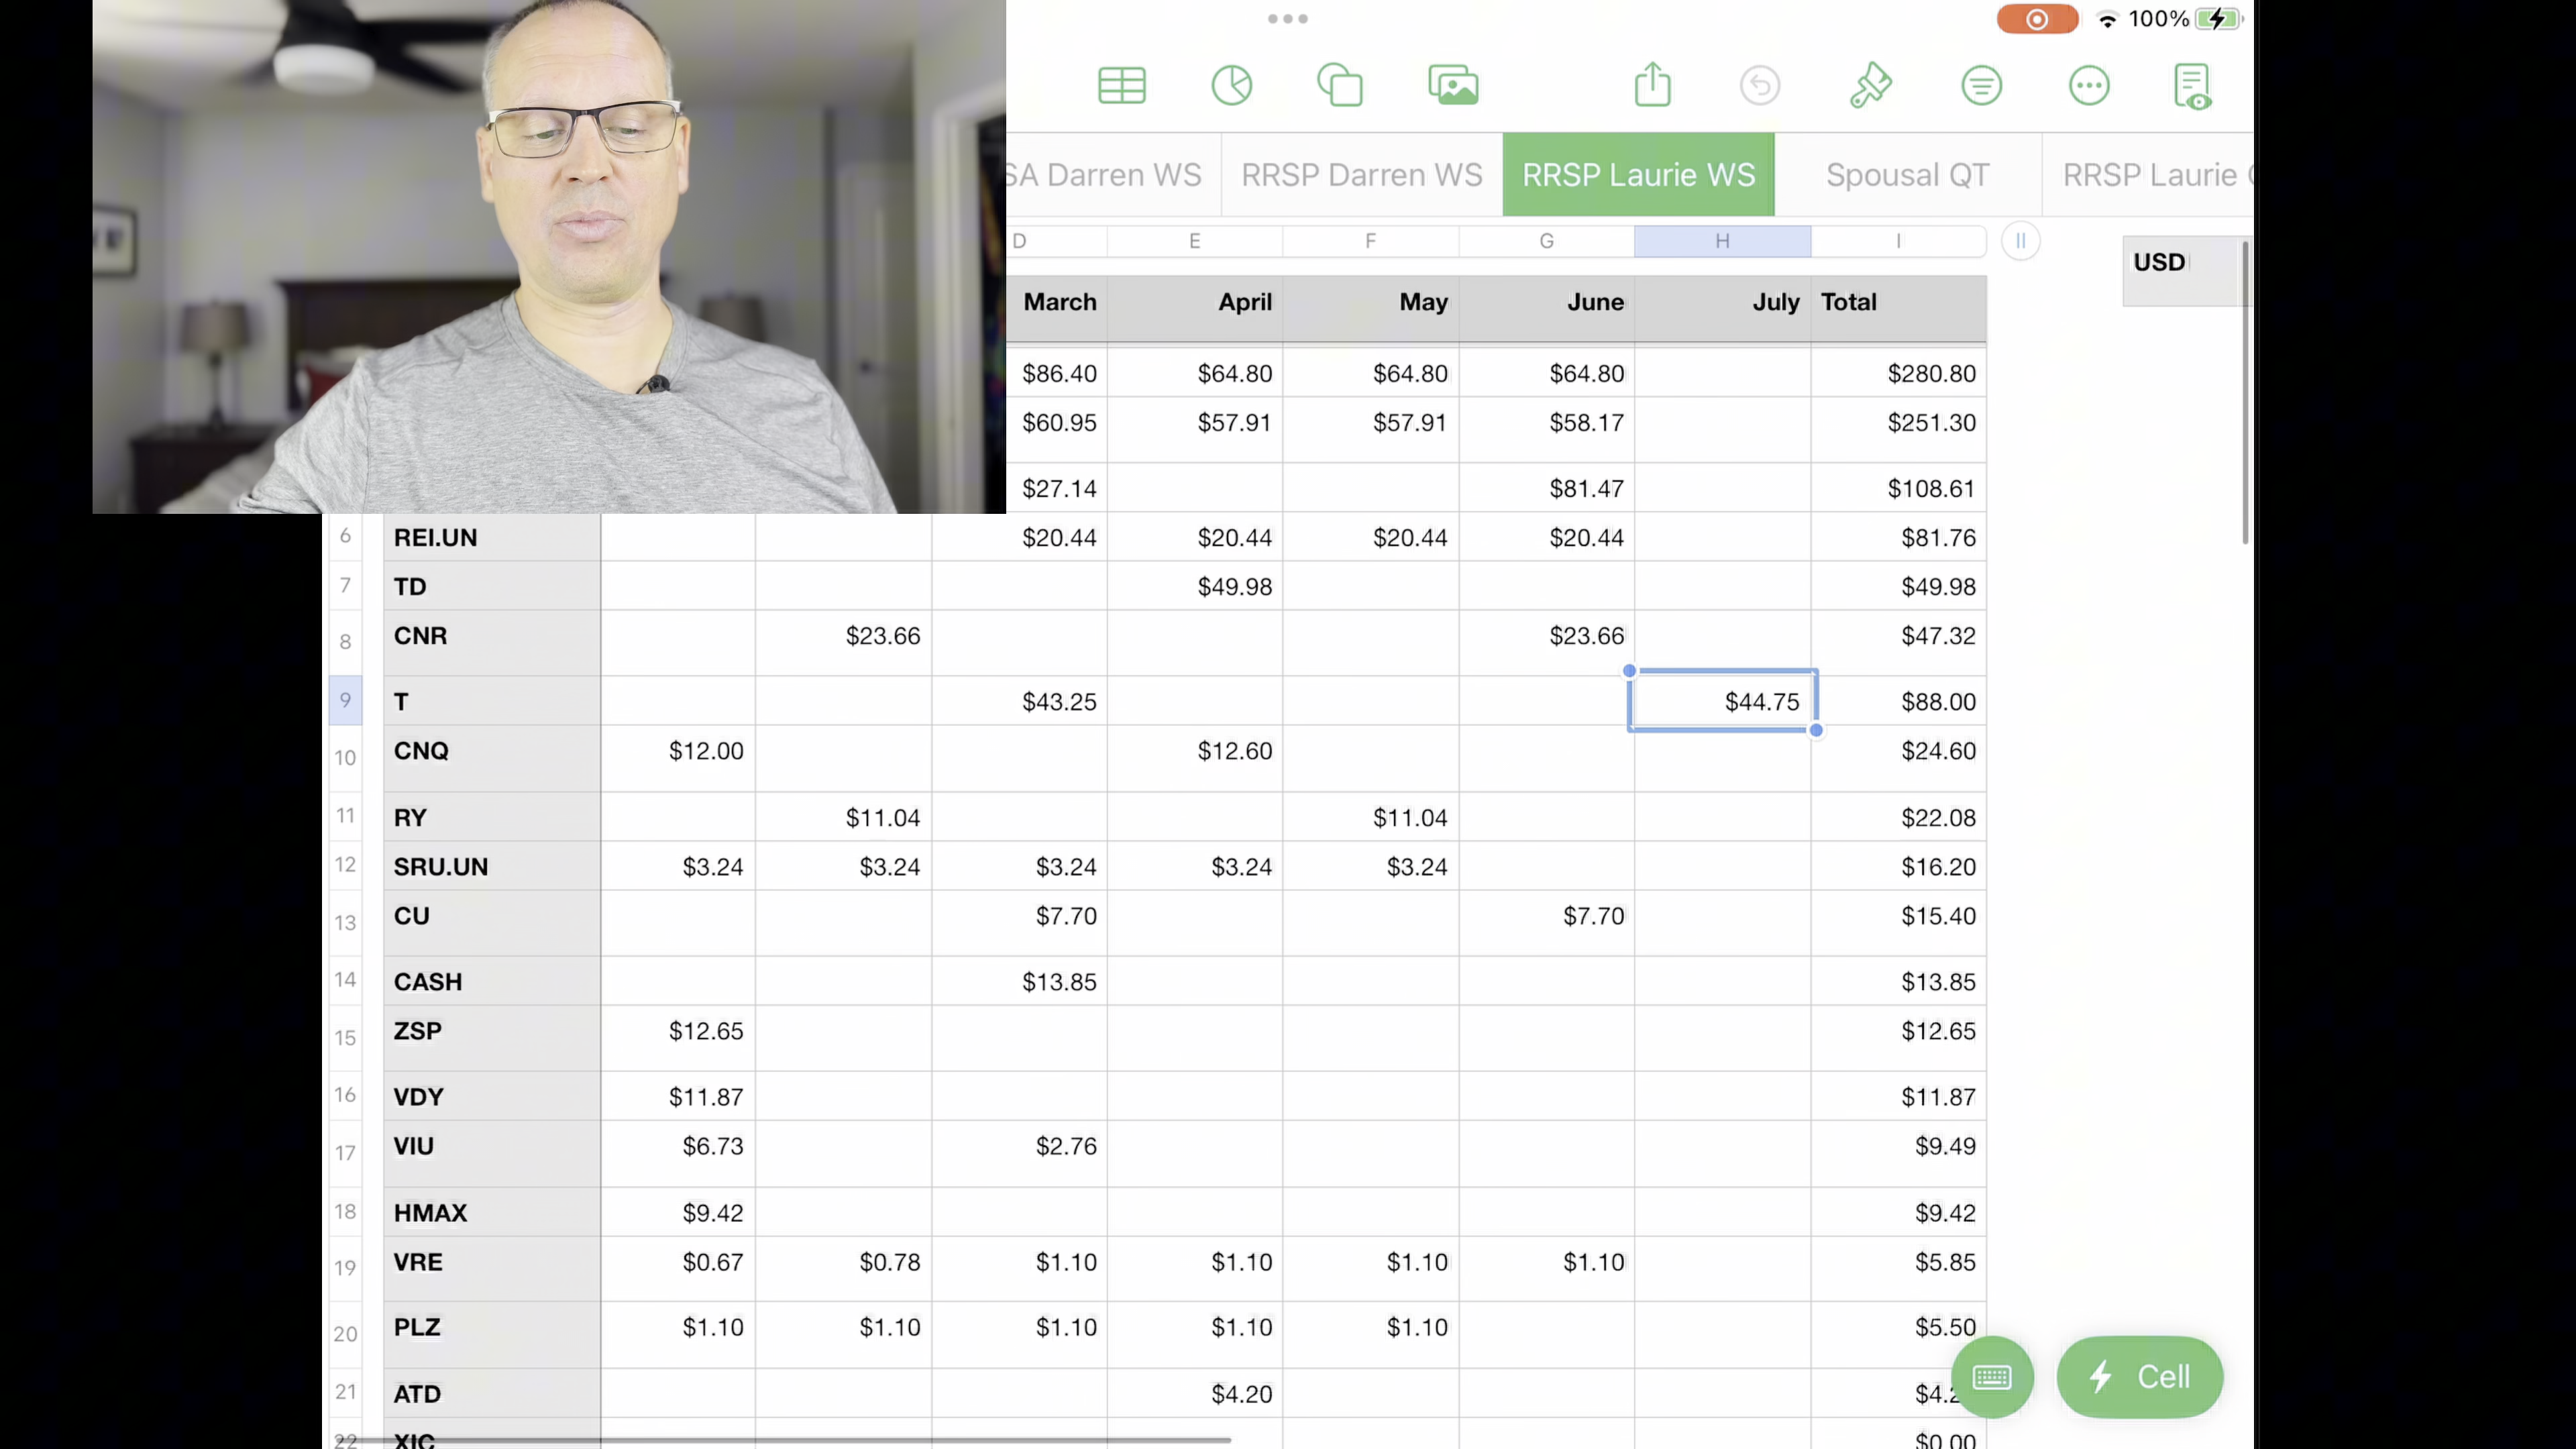 100%
SA Darren WS RRSP Darren WS RRSP Laurie WS Spousal QT RRSP Laurie
D E F G H I
USD
March April May June July Total
$86.40 $64.80 $64.80 $64.80 $280.80
$60.95 $57.91 $57.91 $58.17 $251.30
$27.14 $81.47 $108.61
6 REI.UN $20.44 $20.44 $20.44 $20.44 $81.76
7 TD $49.98 $49.98
8 CNR $23.66 $23.66 $47.32
9 T $43.25 $44.75 $88.00
10 CNQ $12.00 $12.60 $24.60
11 RY $11.04 $11.04 $22.08
12 SRU.UN $3.24 $3.24 $3.24 $3.24 $3.24 $16.20
13 CU $7.70 $7.70 $15.40
14 CASH $13.85 $13.85
15 ZSP $12.65 $12.65
16 VDY $11.87 $11.87
17 VIU $6.73 $2.76 $9.49
18 HMAX $9.42 $9.42
19 VRE $0.67 $0.78 $1.10 $1.10 $1.10 $1.10 $5.85
20 PLZ $1.10 $1.10 $1.10 $1.10 $1.10 $5.50
21 ATD $4.20 $4.2
Cell
22 XIC $0.00